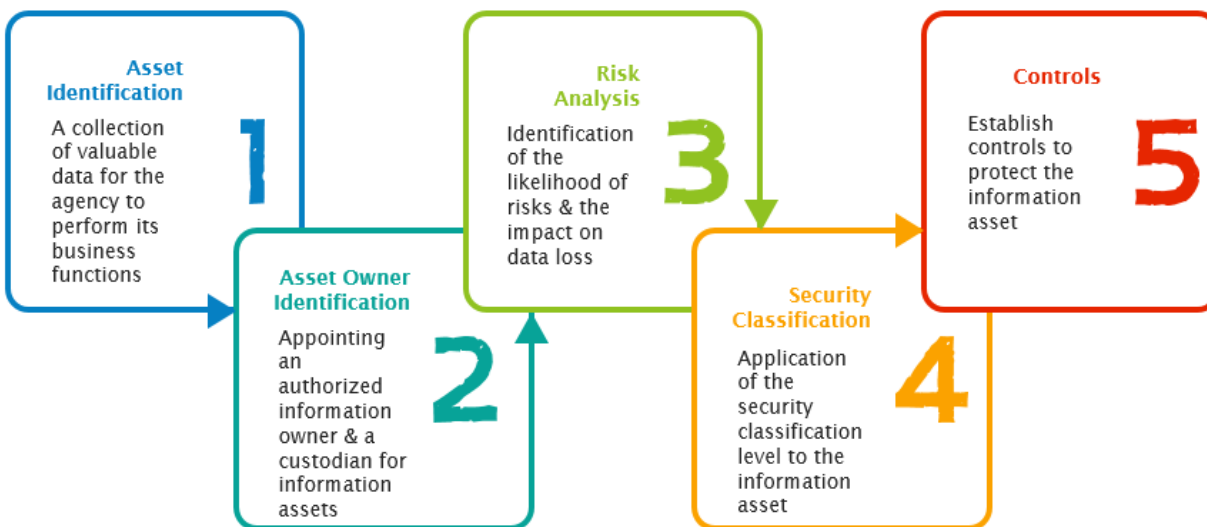 Asset
Identification
A collection
of valuable
data for the
agency to
perform its
business
functions
1
Asset Owner
Identification
Appointing
an
authorized
information
owner & a
custodian for
information
assets
2
Risk
Analysis
Identification
of the
likelihood of
risks & the
impact on
data loss
3
Security
Classification
Application
of the
security
classification
level to the
information
asset
4
Controls
Establish
controls to
protect the
information
asset
5